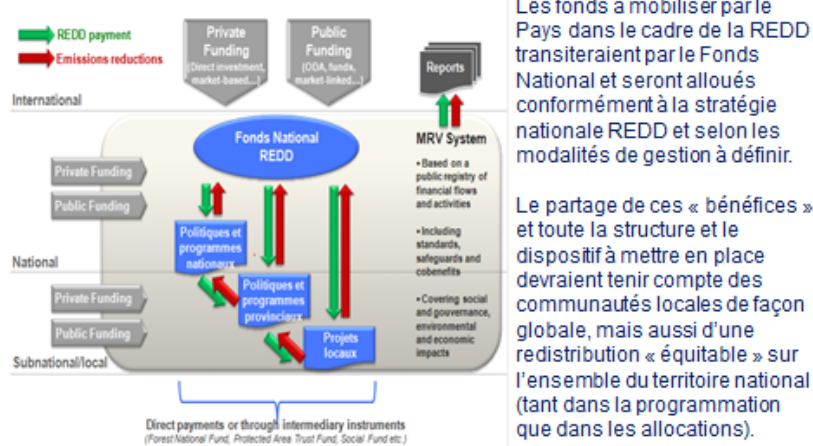 REDD payment
Emissions reductions
Private
Funding
(Direct investment,
market-based...)
Public
Funding
(ODA, funds,
market-linked...)
Reports
International
Fonds National
REDD
MRV System
• Based on a
public registry of
financial flows
and activities
• Including
standards,
safeguards and
cobenefits
• Covering social
and gouvernance,
environmental
and economic
impacts
Private Funding
Public Funding
Politiques et
programmes
nationaux
National
Politiques et
programmes
provinciaux
Private Funding
Public Funding
Projets
locaux
Subnational/local
Direct payments or through intermediary instruments
(Forest National Fund, Protected Area Trust Fund, Social Fund etc.)
Les fonds à mobiliser par le
Pays dans le cadre de la REDD
transiteraient par le Fonds
National et seront alloués
conformément à la stratégie
nationale REDD et selon les
modalités de gestion à définir.
Le partage de ces « bénéfices »
et toute la structure et le
dispositif à mettre en place
devraient tenir compte des
communautés locales de façon
globale, mais aussi d’une
redistribution « équitable » sur
l’ensemble du territoire national
(tant dans la programmation
que dans les allocations).